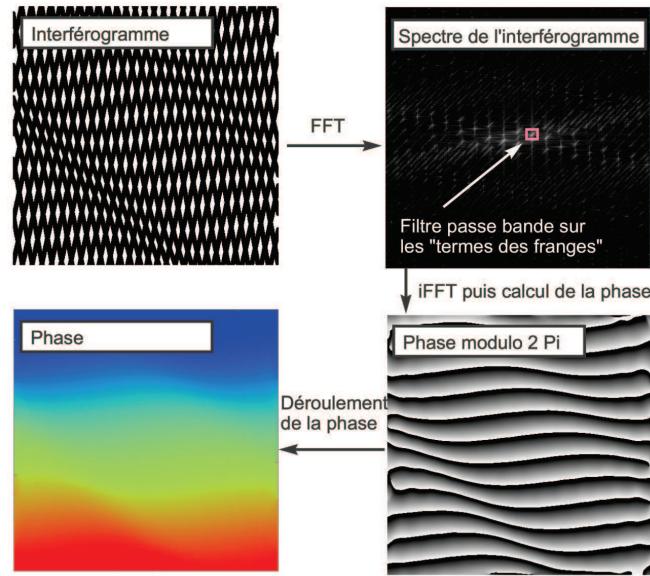 Interférogramme
FFT
Spectre de l'interférogramme
Filtre passe bande sur
les "termes des franges"
iFFT puis calcul de la phase
Phase modulo 2 Pi
Déroulement
de la phase
Phase